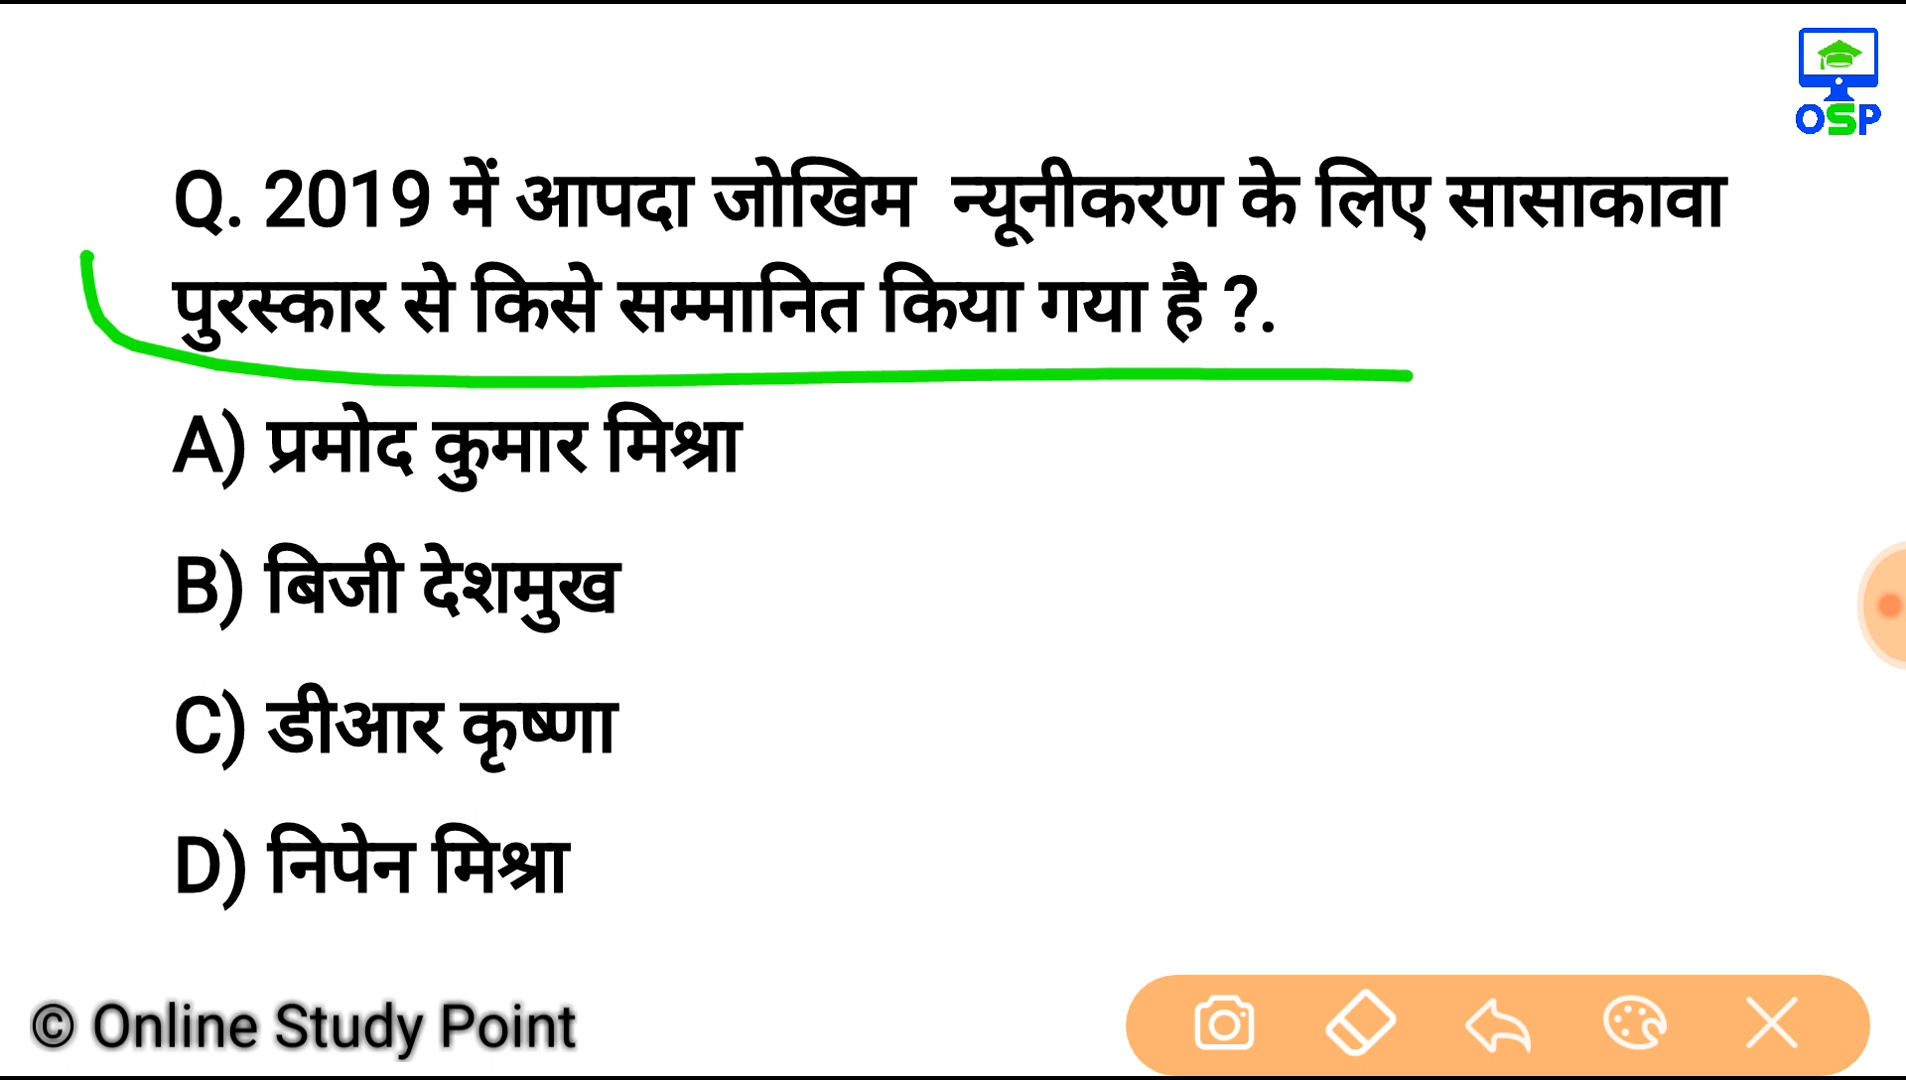 OSP
Q. 2019 में आपदा जोखिम न्यूनीकरण के लिए सासाकावा
पुरस्कार से किसे सम्मानित किया गया है ?.
A) प्रमोद कुमार मिश्रा
B) बिजी देशमुख
C) डीआर कृष्णा
D) निपेन मिश्रा
© Online Study Point